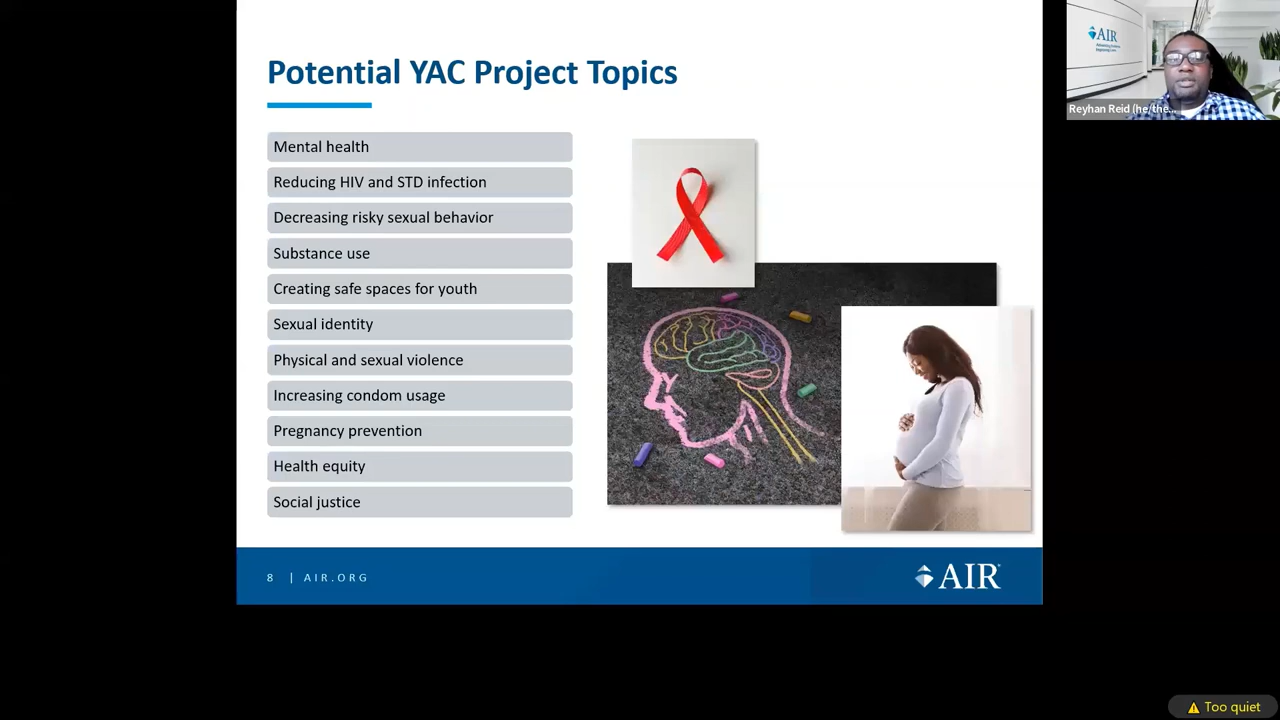 Potential YAC Project Topics
Mental health
Reducing HIV and STD infection
Decreasing risky sexual behavior
Substance use
Creating safe spaces for youth
Sexual identity
Physical and sexual violence
Increasing condom usage
Pregnancy prevention
Health equity
Social justice
8 | AIR.ORG
AIR
AIR
Reyhan Reid (he/the...
Too quiet